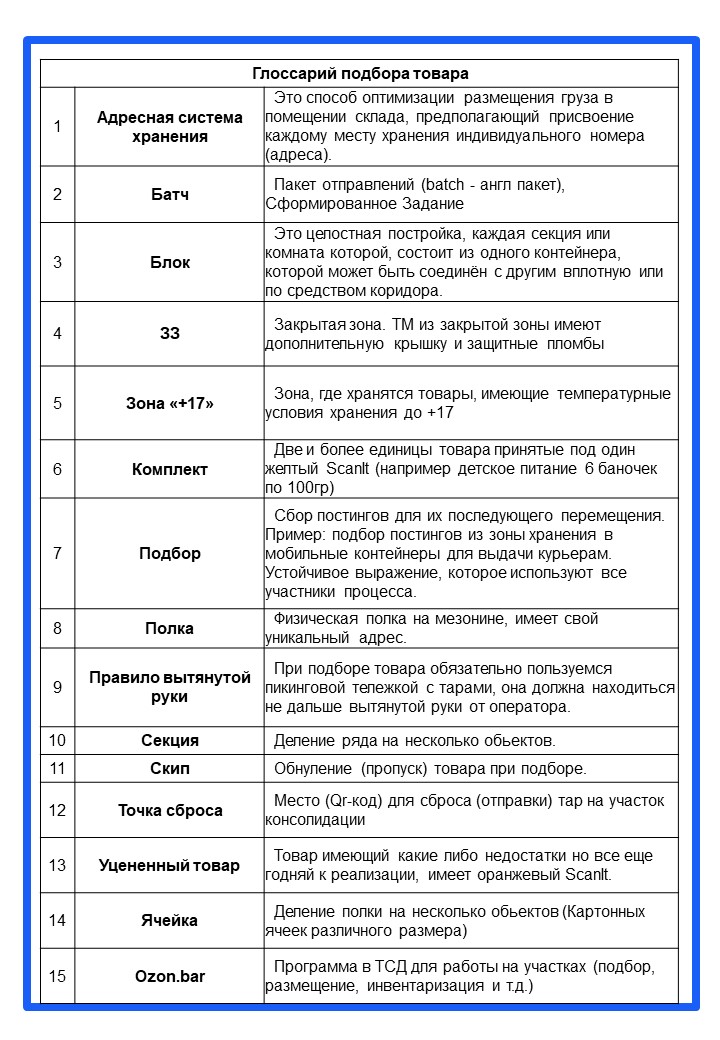 Глоссарий подбора товара
1
Адресная система
хранения
Это способ оптимизации размещения груза в
помещении склада, предполагающий присвоение
каждому месту хранения индивидуального номера
(адреса).
2
Батч
Пакет отправлений (batch - англ пакет),
Сформированное Задание
3
Блок
Это целостная постройка, каждая секция или
комната которой, состоит из одного контейнера,
которой может быть соединён с другим вплотную или
по средством коридора.
4
ЗЗ
Закрытая зона. ТМ из закрытой зоны имеют
дополнительную крышку и защитные пломбы
5
Зона «+17»
Зона, где хранятся товары, имеющие температурные
условия хранения до +17
6
Комплект
Две и более единицы товара принятые под один
желтый ScanIt (например детское питание 6 баночек
по 100гр)
7
Подбор
Сбор постингов для их последующего перемещения.
Пример: подбор постингов из зоны хранения в
мобильные контейнеры для выдачи курьерам.
Устойчивое выражение, которое используют все
участники процесса.
8
Полка
Физическая полка на мезонине, имеет свой
уникальный адрес.
9
Правило вытянутой
руки
При подборе товара обязательно пользуемся
пикинговой тележкой с тарами, она должна находиться
не дальше вытянутой руки от оператора.
10
Секция
Деление ряда на несколько обьектов.
11
Скип
Обнуление (пропуск) товара при подборе.
12
Точка сброса
Место (Qr-код) для сброса (отправки) тар на участок
консолидации
13
Уцененный товар
Товар имеющий какие либо недостатки но все еще
годняй к реализации, имеет оранжевый ScanIt.
14
Ячейка
Деление полки на несколько обьектов (Картонных
ячеек различного размера)
15
Ozon.bar
Программа в ТСД для работы на участках (подбор,
размещение, инвентаризация и т.д.)